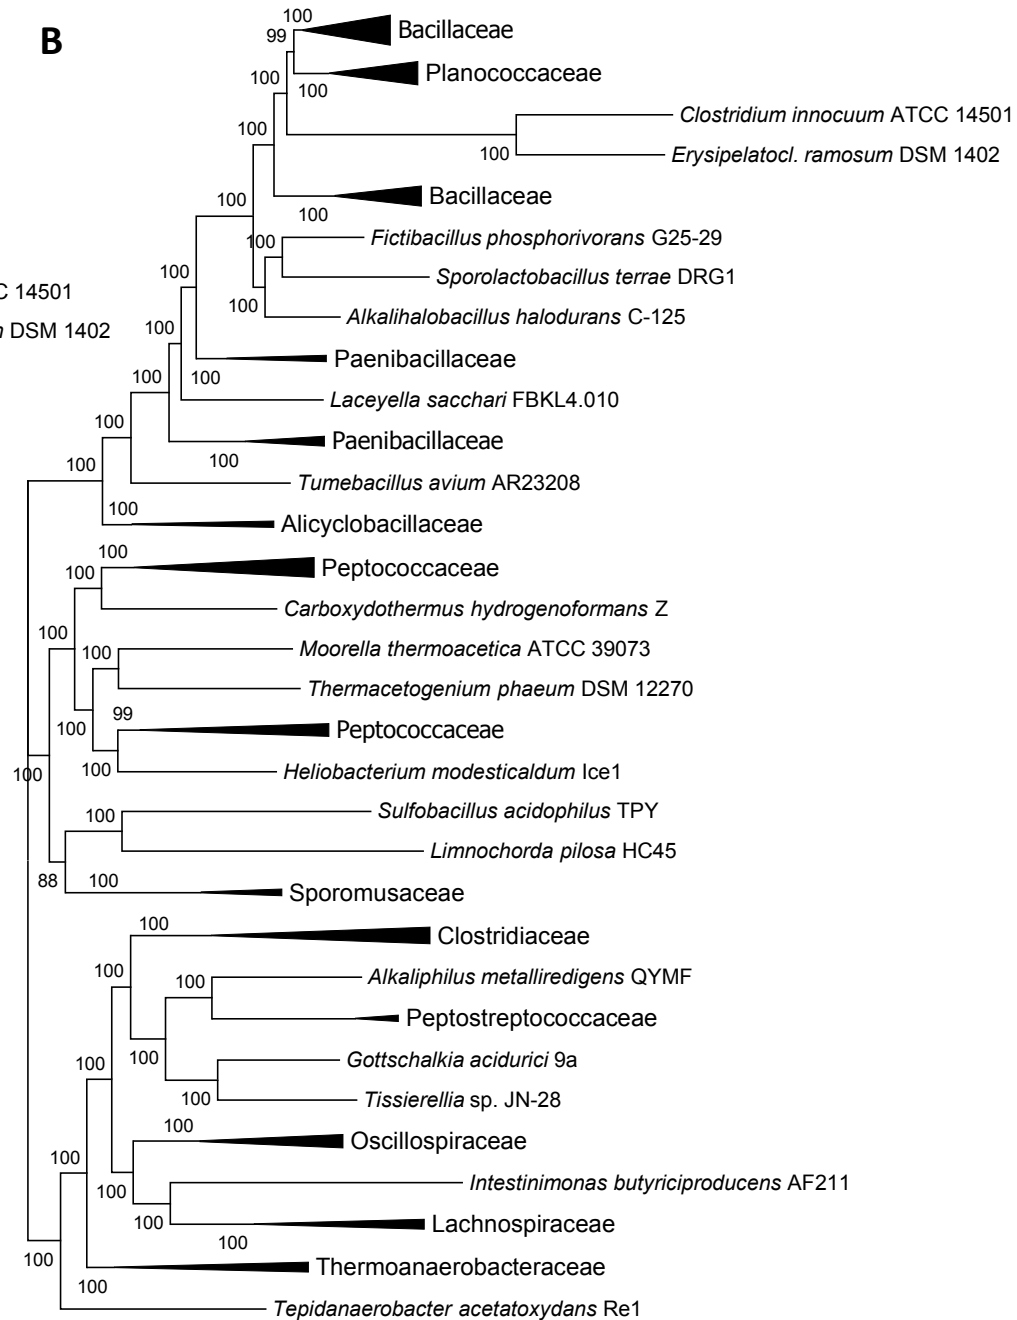 B
100
99
Bacillaceae
Planococcaceae
100
100
Clostridium innocuum ATCC 14501
100
Erysipelatocl. ramosum DSM 1402
100
Bacillaceae
100
100
Fictibacillus phosphorivorans G25-29
100
Sporolactobacillus terrae DRG1
100
C 14501
100
Alkalihalobacillus halodurans C-125
DSM 1402
100
Paenibacillaceae
100
100
Laceyella sacchari FBKL4.010
100
Paenibacillaceae
100
100
Tumebacillus avium AR23208
100
Alicyclobacillaceae
100
Peptococcaceae
100
Carboxydothermus hydrogenoformans Z
100
Moorella thermoacetica ATCC 39073
100
Thermacetogenium phaeum DSM 12270
99
100
Peptococcaceae
100
Heliobacterium modesticaldum Ice1
100
Sulfobacillus acidophilus TPY
100
Limnochorda pilosa HC45
88
100
Sporomusaceae
100
Clostridiaceae
100
Alkaliphilus metalliredigens QYMF
100
Peptostreptococcaceae
100
Gottschalkia acidurici 9a
100
Tissierellia sp. JN-28
100
100
Oscillospiraceae
100
Intestinimonas butyriciproducens AF211
100
100
Lachnospiraceae
100
100
Thermoanaerobacteraceae
100
100
Tepidanaerobacter acetatoxydans Re1